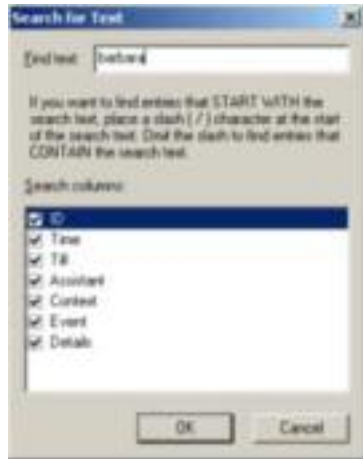 Search for Text
Find text: barbara
If you want to find entries that START WITH the
search text, place a slash ( / ) character at the start
of the search text. Omit the slash to find entries that
CONTAIN the search text.
Search columns:
ID
Time
Till
Assistant
Context
Event
Details
OK Cancel